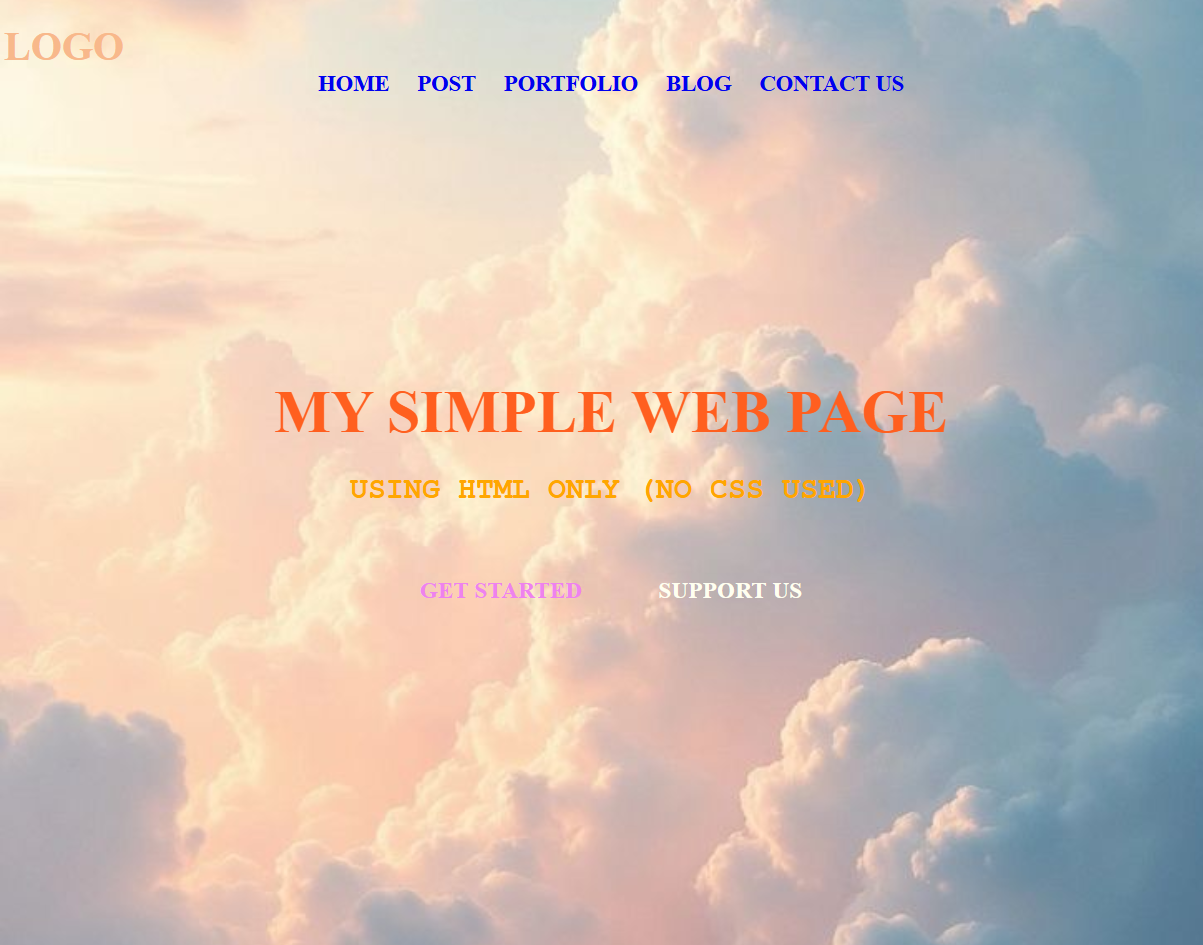 LOGO
HOME POST PORTFOLIO BLOG CONTACT US
MY SIMPLE WEB PAGE
USING HTML ONLY (NO CSS USED)
GET STARTED SUPPORT US